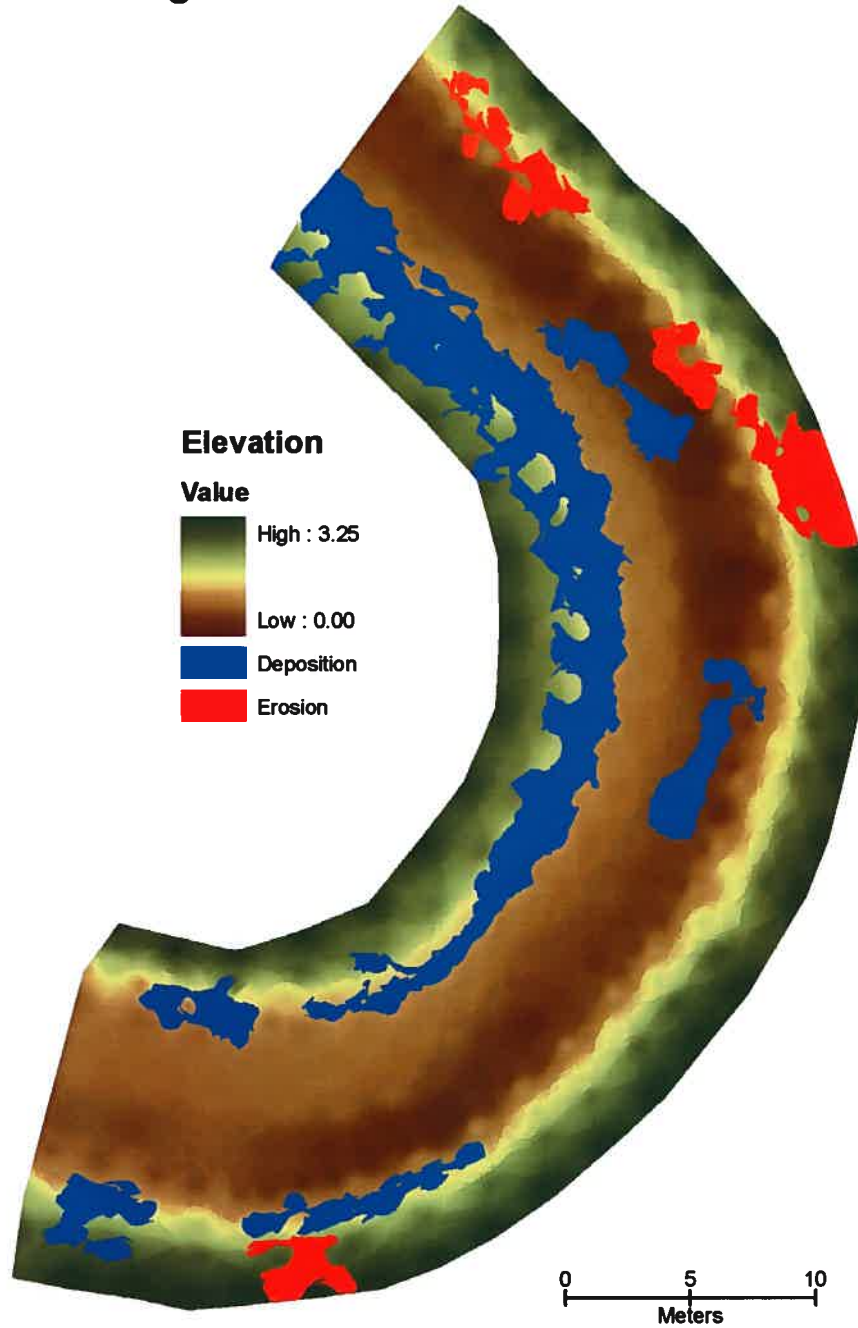 Elevation
Value
High : 3.25
Low : 0.00
Deposition
Erosion
0 5 10
Meters